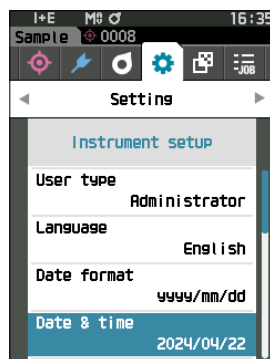 I+E M0 16:35
Sample 0008
-JOB
Setting
Instrument setup
User type
Administrator
Language
English
Date format
yyyy/mm/dd
Date & time
2024/04/22